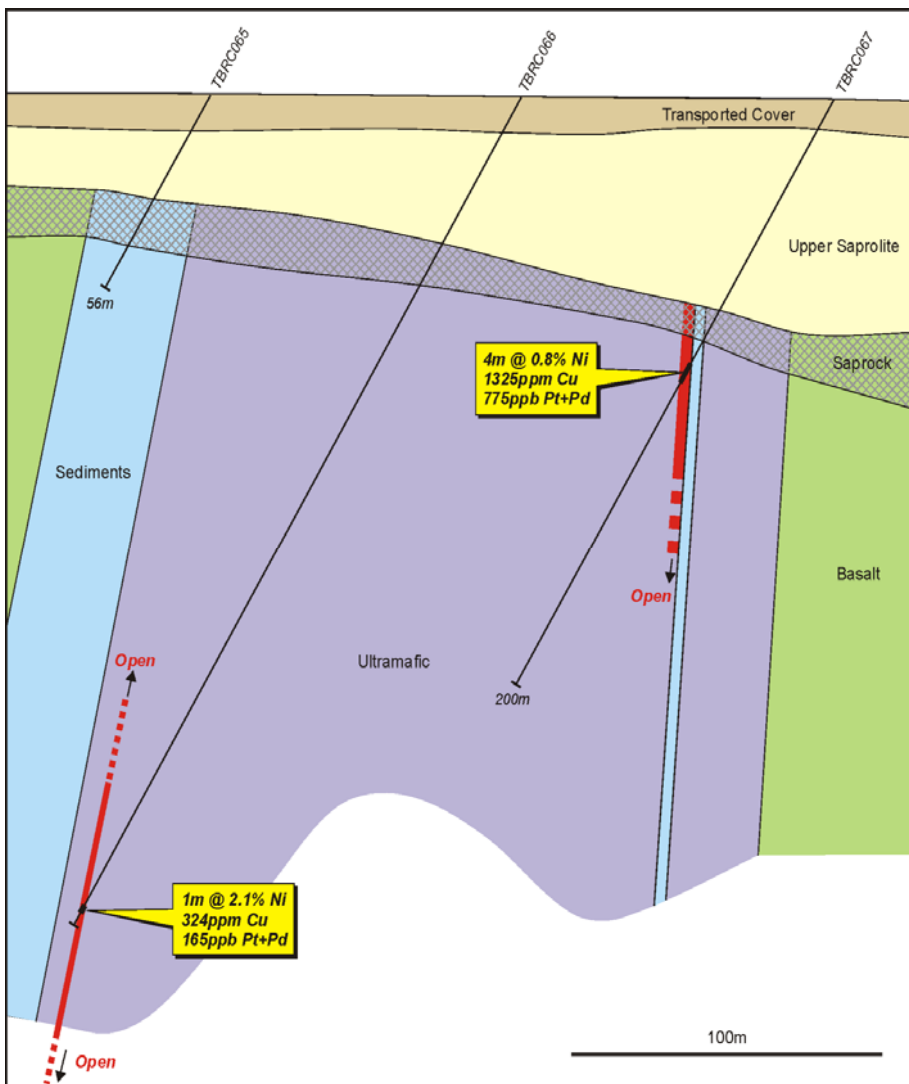 TBRC065
TBRC066
TBRC067
Transported Cover
Upper Saprolite
56m
4m @ 0.8% Ni
1325ppm Cu
775ppb Pt+Pd
Saprock
Sediments
Basalt
Open
Ultramafic
Open
200m
1m @ 2.1% Ni
324ppm Cu
165ppb Pt+Pd
100m
Open